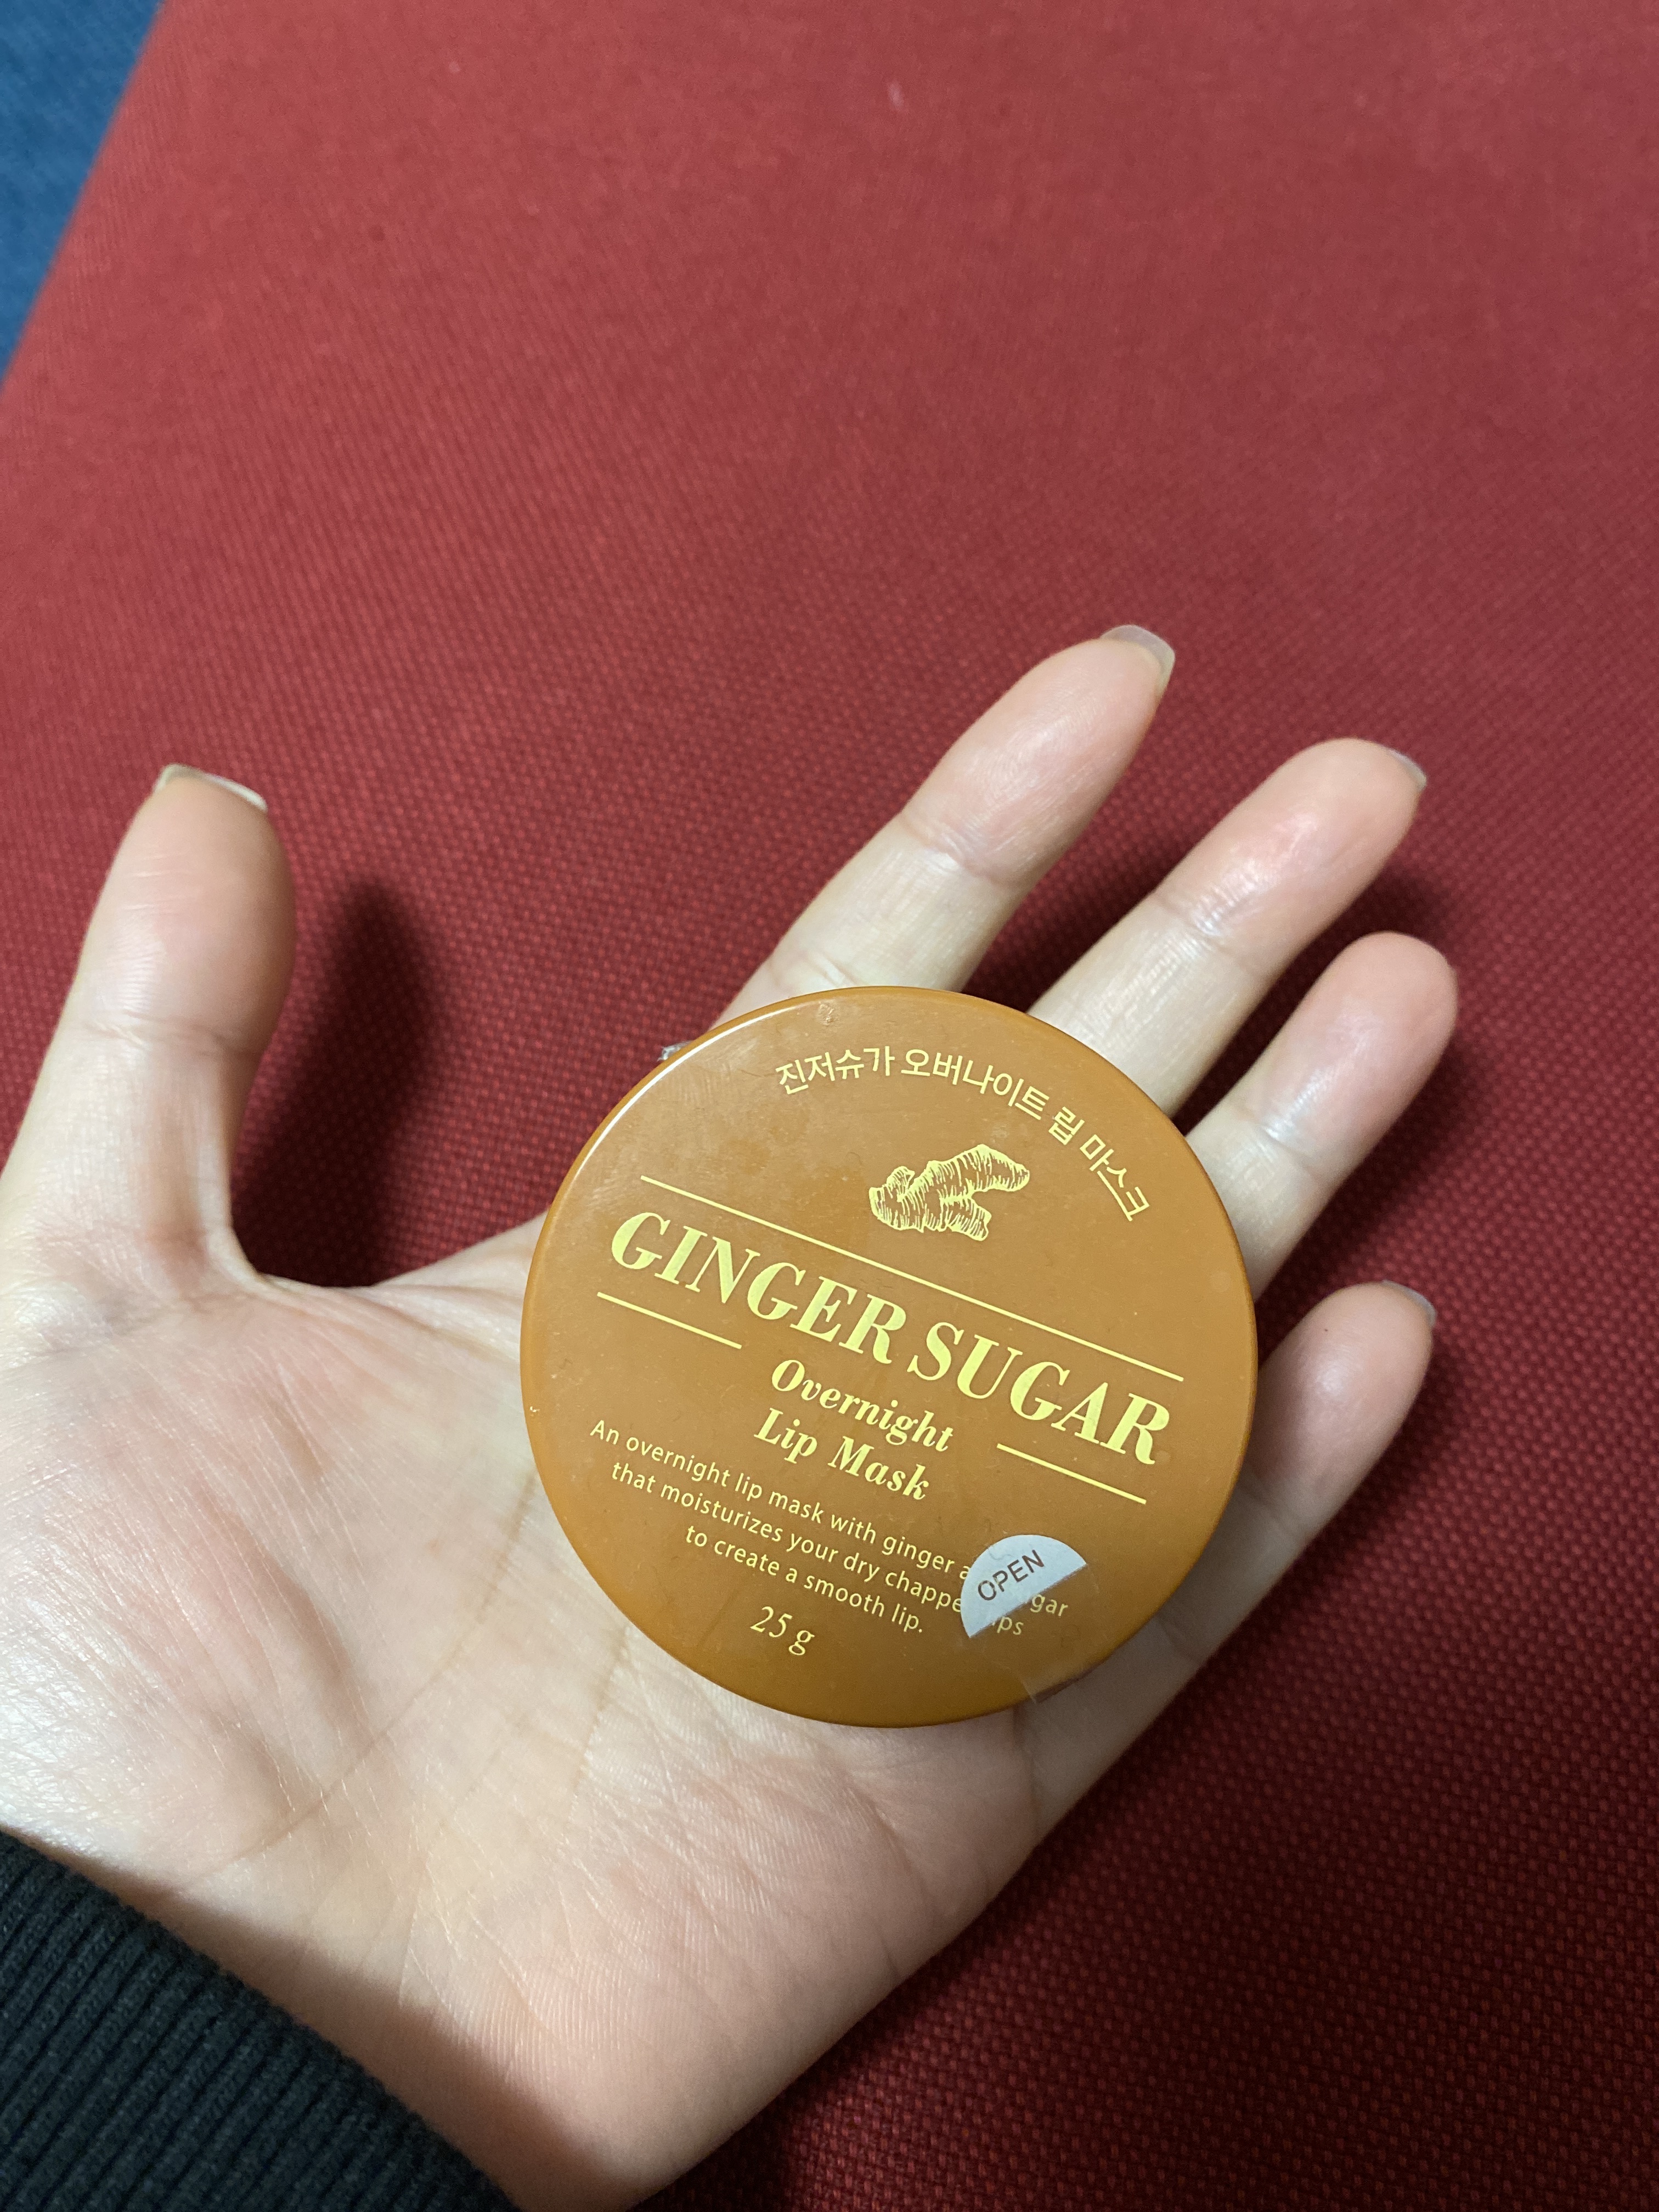 진저슈가 오버나이트 립 마스크
GINGER SUGAR
Overnight
Lip Mask
An overnight lip mask with ginger
that moisturizes your dry
to create a smooth lip.
25 g
OPEN